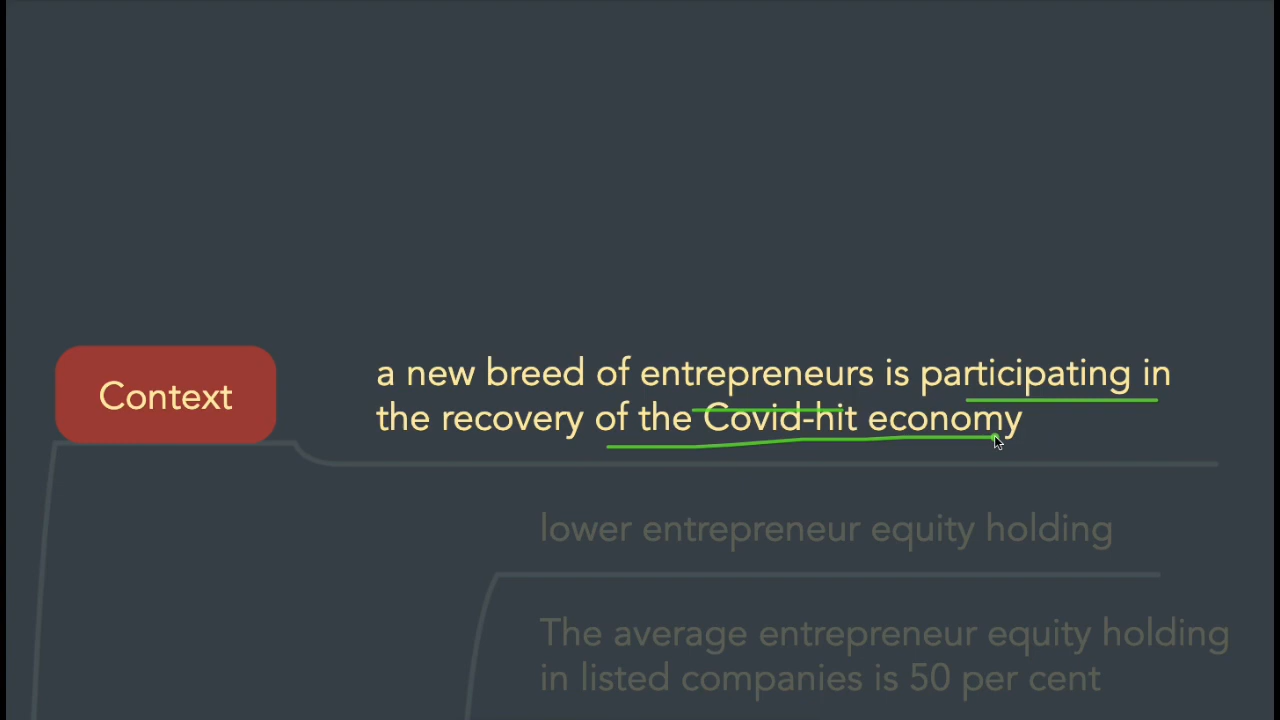 Context
a new breed of entrepreneurs is participating in
the recovery of the Covid-hit economy
lower entrepreneur equity holding
The average entrepreneur equity holding
in listed companies is 50 per cent